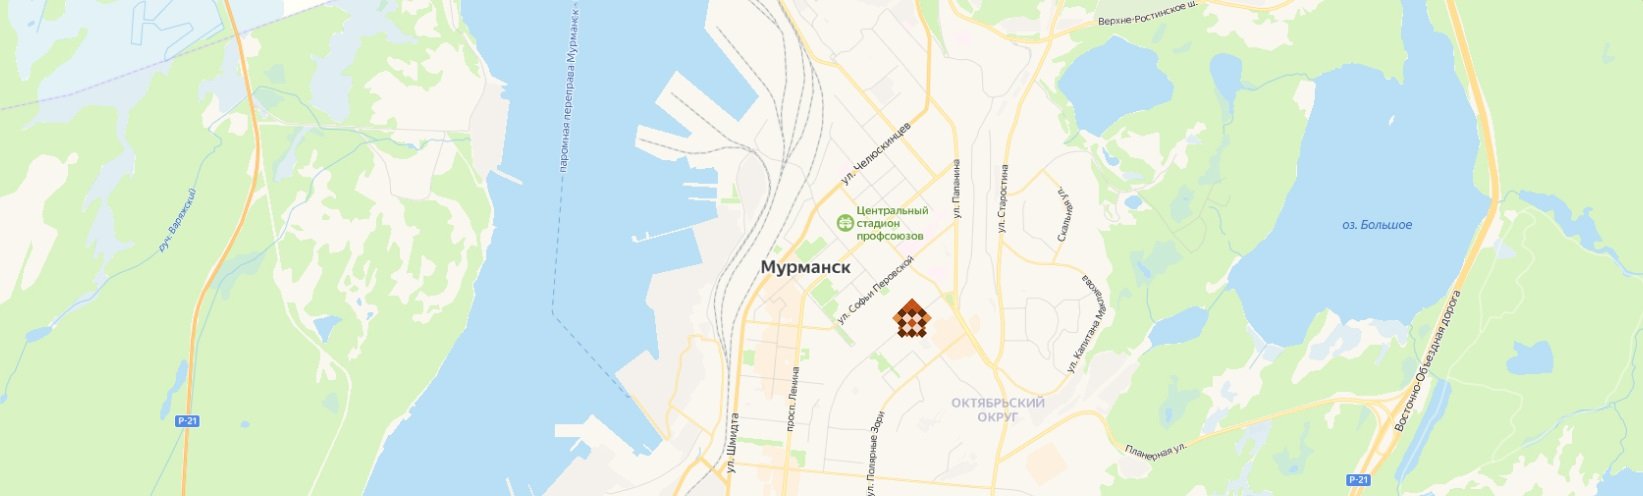 Верхне-Ростинское ш.
паромная переправа Мурманск -
ул. Челюскинцев
ул. Папанина
ул. Старостина
Скальная ул.
руч. Варяжский
Центральный
стадион
профсоюзов
оз. Большое
Мурманск
ул. Софьи Перовской
ул. Капитана Маклакова
Восточно-Объездная дорога
просп. Ленина
ОКТЯБРЬСКИЙ
ОКРУГ
Р-21
ул. Шмидта
ул. Полярные Зори
Планерная ул.
Р-21